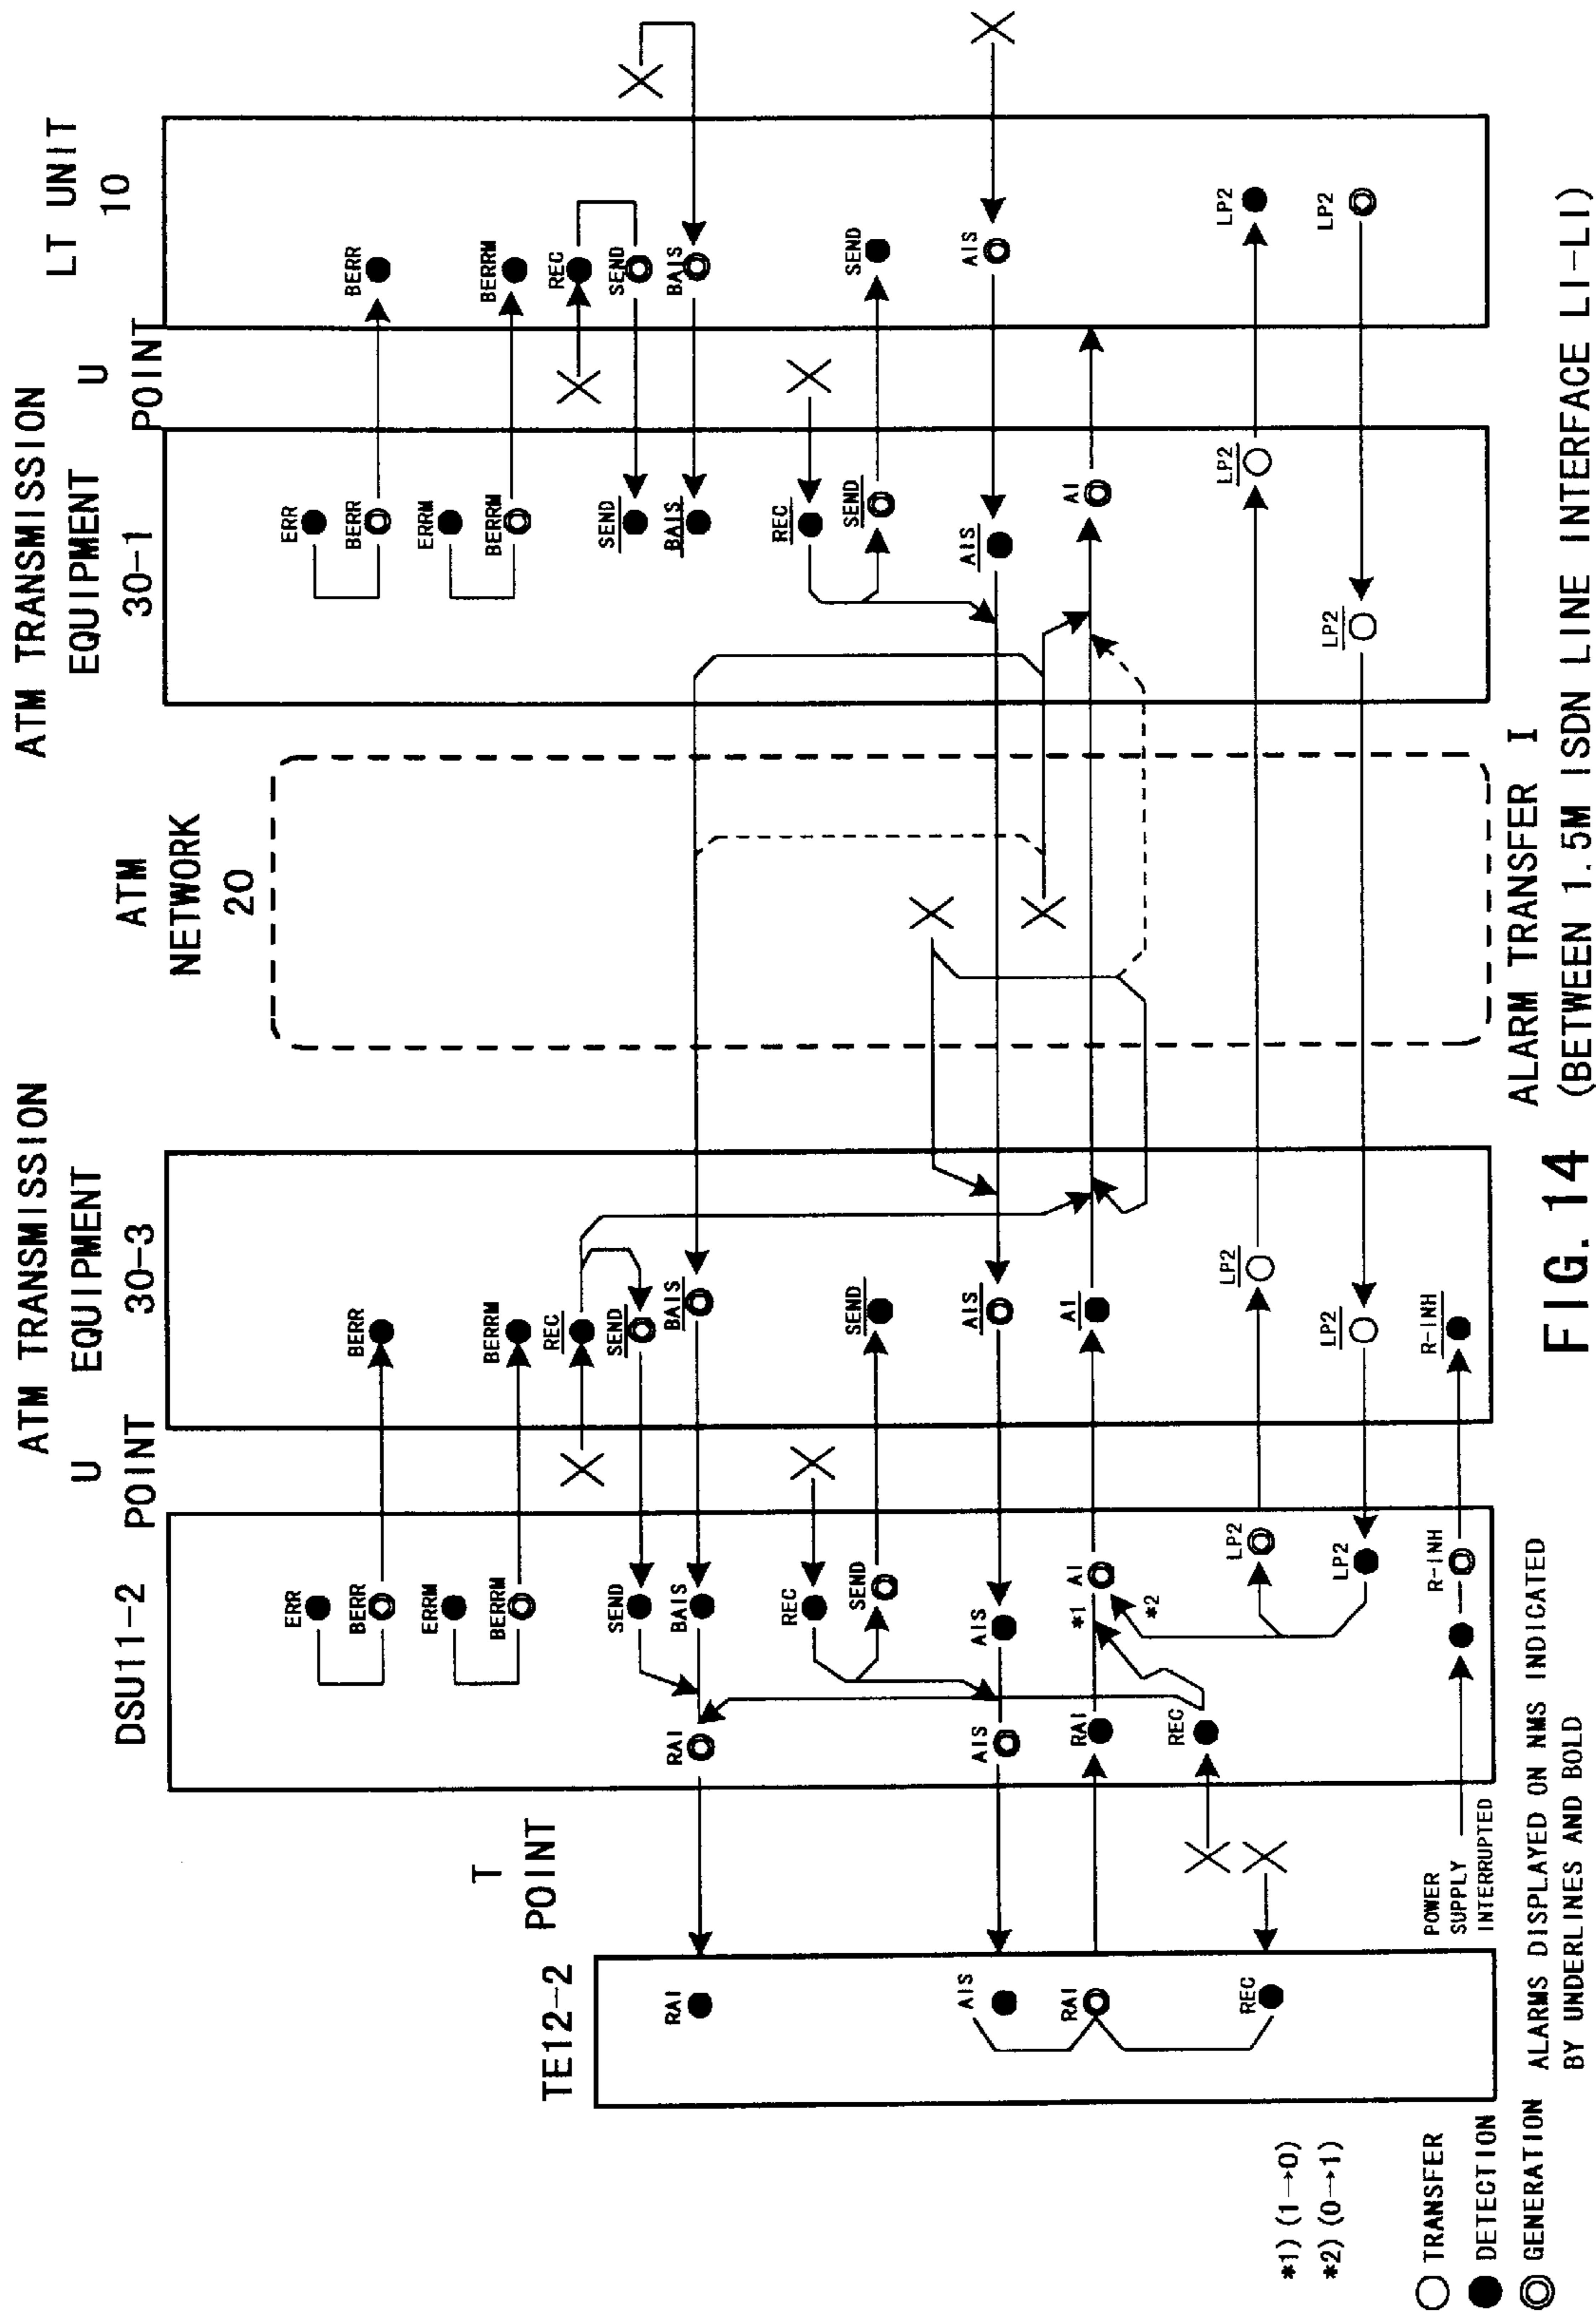 ATM TRANSMISSION
EQUIPMENT
30-3
ATM TRANSMISSION
EQUIPMENT
30-1
TE12-2
T
POINT
DSU11-2
U
POINT
ATM
NETWORK
20
U
POINT
LT UNIT
10
RAI
AIS
RAI
REC
ERR
BERR
ERRM
BERRM
SEND
BAIS
RAI
REC
SEND
AIS
AIS
RAI
*1
AI
*2
REC
LP2
LP2
R-INH
POWER
SUPPLY
INTERRUPTED
BERR
BERRM
REC
SEND
BAIS
SEND
AIS
AI
LP2
LP2
R-INH
ERR
BERR
ERRM
BERRM
SEND
BAIS
REC
SEND
AIS
AI
LP2
LP2
BERR
BERRM
REC
SEND
BAIS
SEND
AIS
LP2
LP2
*1) (1→0)
*2) (0→1)
TRANSFER
DETECTION
GENERATION
ALARMS DISPLAYED ON NMS INDICATED
BY UNDERLINES AND BOLD
FIG. 14
ALARM TRANSFER I
(BETWEEN 1.5M ISDN LINE INTERFACE LI-LI)